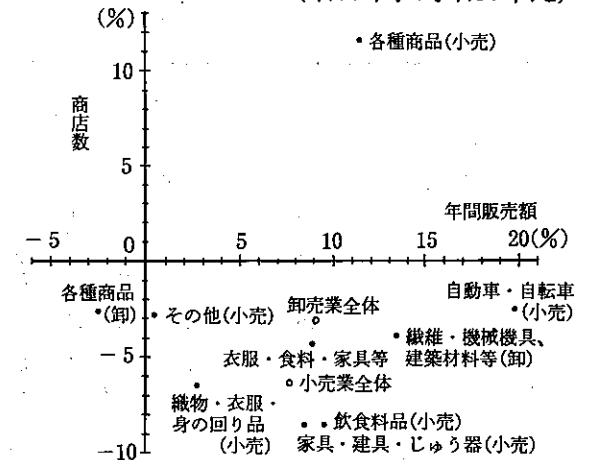 (%)
各種商品(小売)
10
商店数
5
年間販売額
-5
0
5
10
15
20(%)
各種商品
(卸)
その他(小売)
卸売業全体
自動車・自転車
(小売)
-5
繊維・機械機具、
建築材料等(卸)
衣服・食料・家具等
小売業全体
織物・衣服・
身の回り品
(小売)
飲食料品(小売)
家具・建具・じゅう器(小売)
-10